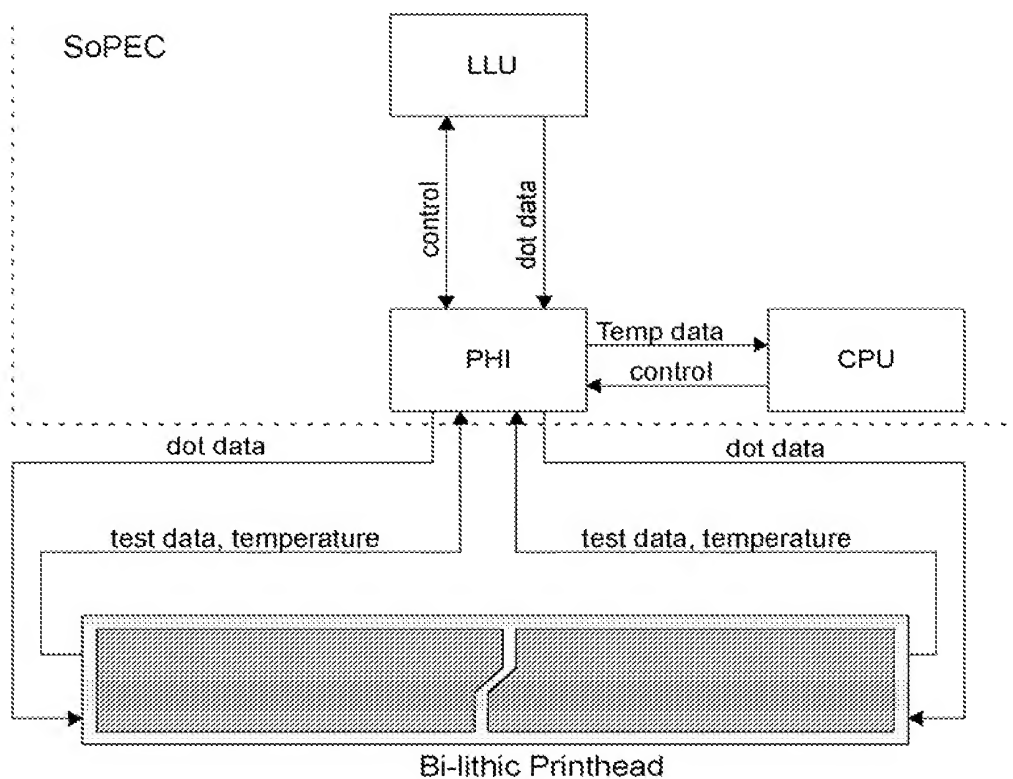 SoPEC
LLU
control
dot data
PHI
Temp data
control
CPU
dot data
dot data
test data, temperature
test data, temperature
Bi-lithic Printhead